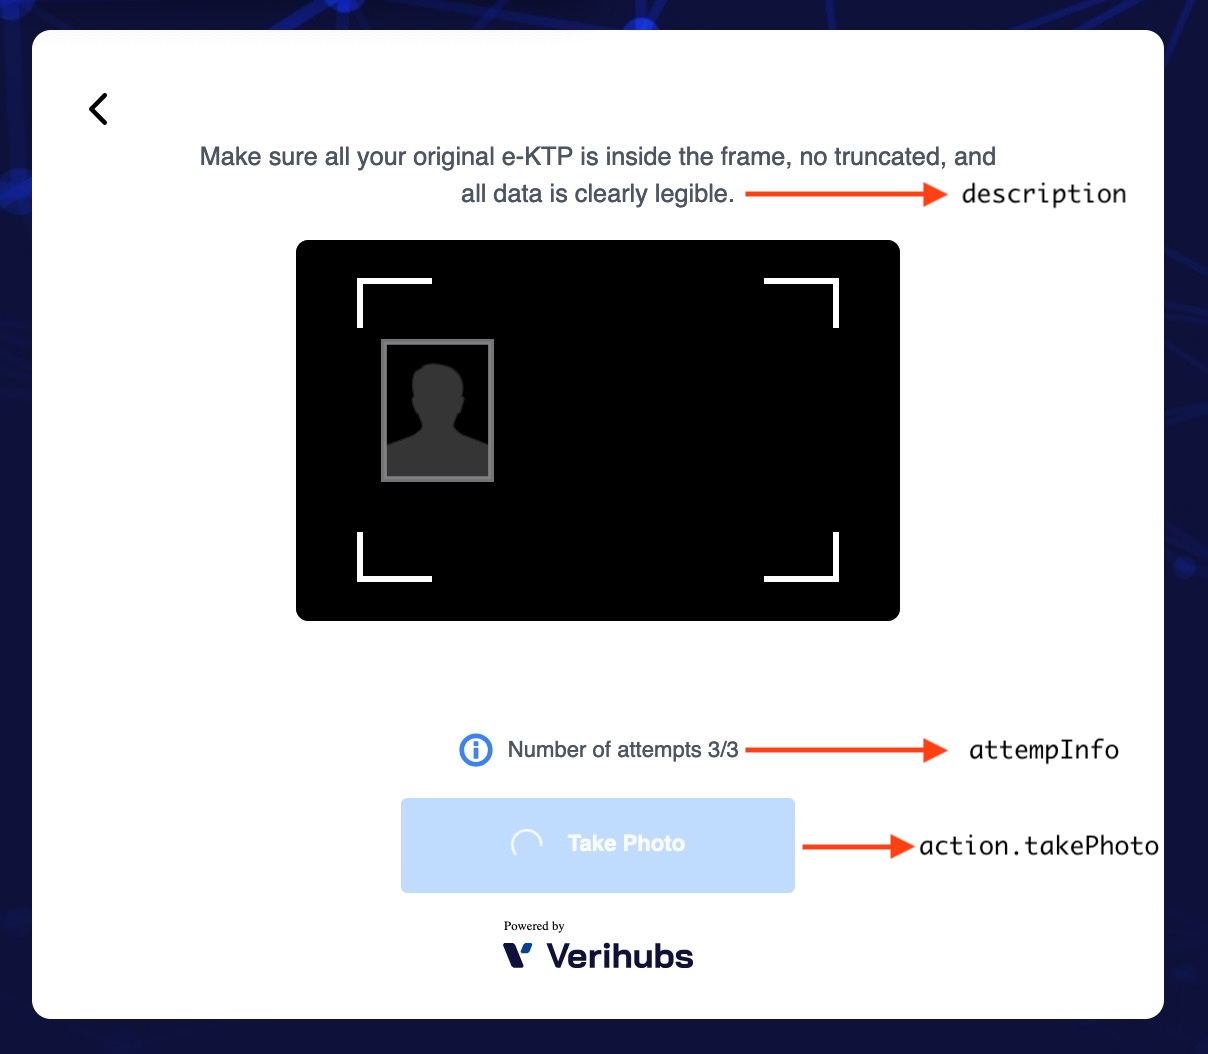 Make sure all your original e-KTP is inside the frame, no truncated, and
all data is clearly legible. description
Number of attempts 3/3 attempInfo
Take Photo action.takePhoto
Powered by
Verihubs